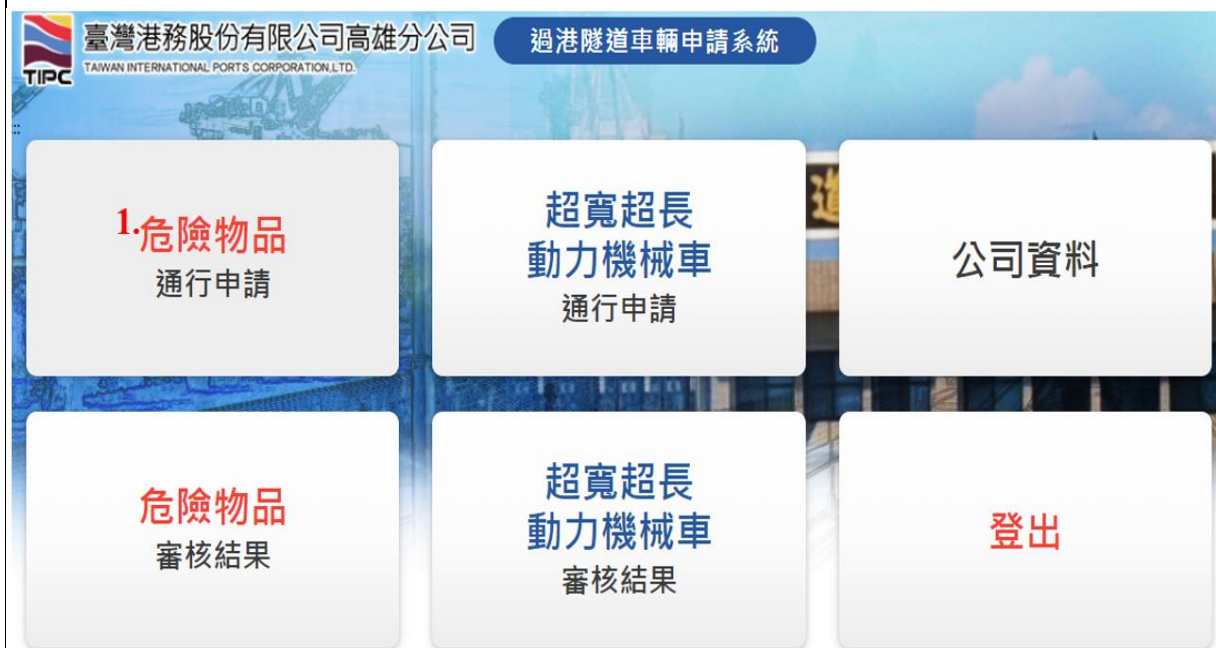 臺灣港務股份有限公司高雄分公司
過港隧道車輛申請系統
TIPC
TAIWAN INTERNATIONAL PORTS CORPORATION,LTD.
:::
1.危險物品
通行申請
超寬超長
動力機械車
通行申請
道
公司資料
危險物品
審核結果
超寬超長
動力機械車
審核結果
登出